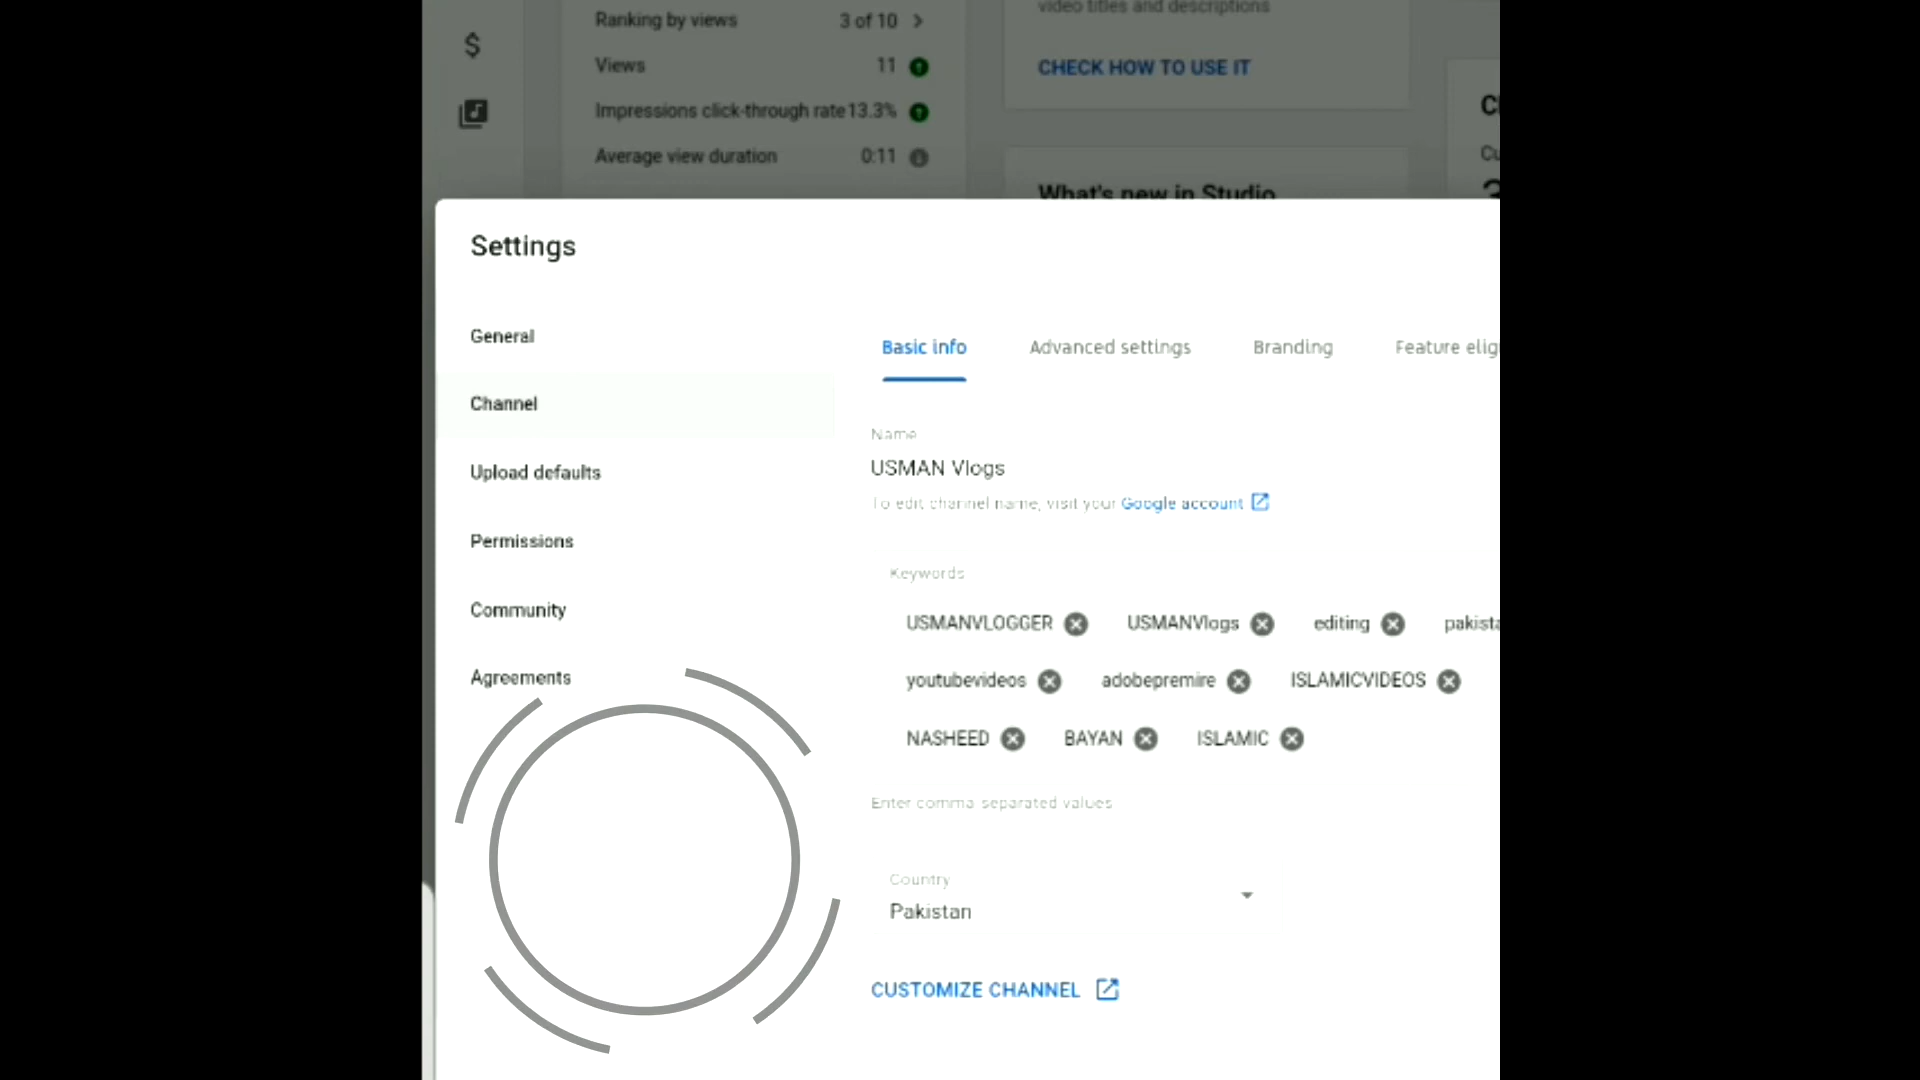 video titles and descriptions
Ranking by views 3 of 10
Views 11
CHECK HOW TO USE IT
Impressions click-through rate 13.3%
Average view duration 0:11
What's new in Studio
Settings
General
Channel
Upload defaults
Permissions
Community
Agreements
Basic info Advanced settings Branding Feature elig
Name
USMAN Vlogs
To edit channel name, visit your Google account
Keywords
USMANVLOGGER USMANVlogs editing pakista
youtubevideos adobepremire ISLAMICVIDEOS
NASHEED BAYAN ISLAMIC
Enter comma-separated values
Country
Pakistan
CUSTOMIZE CHANNEL